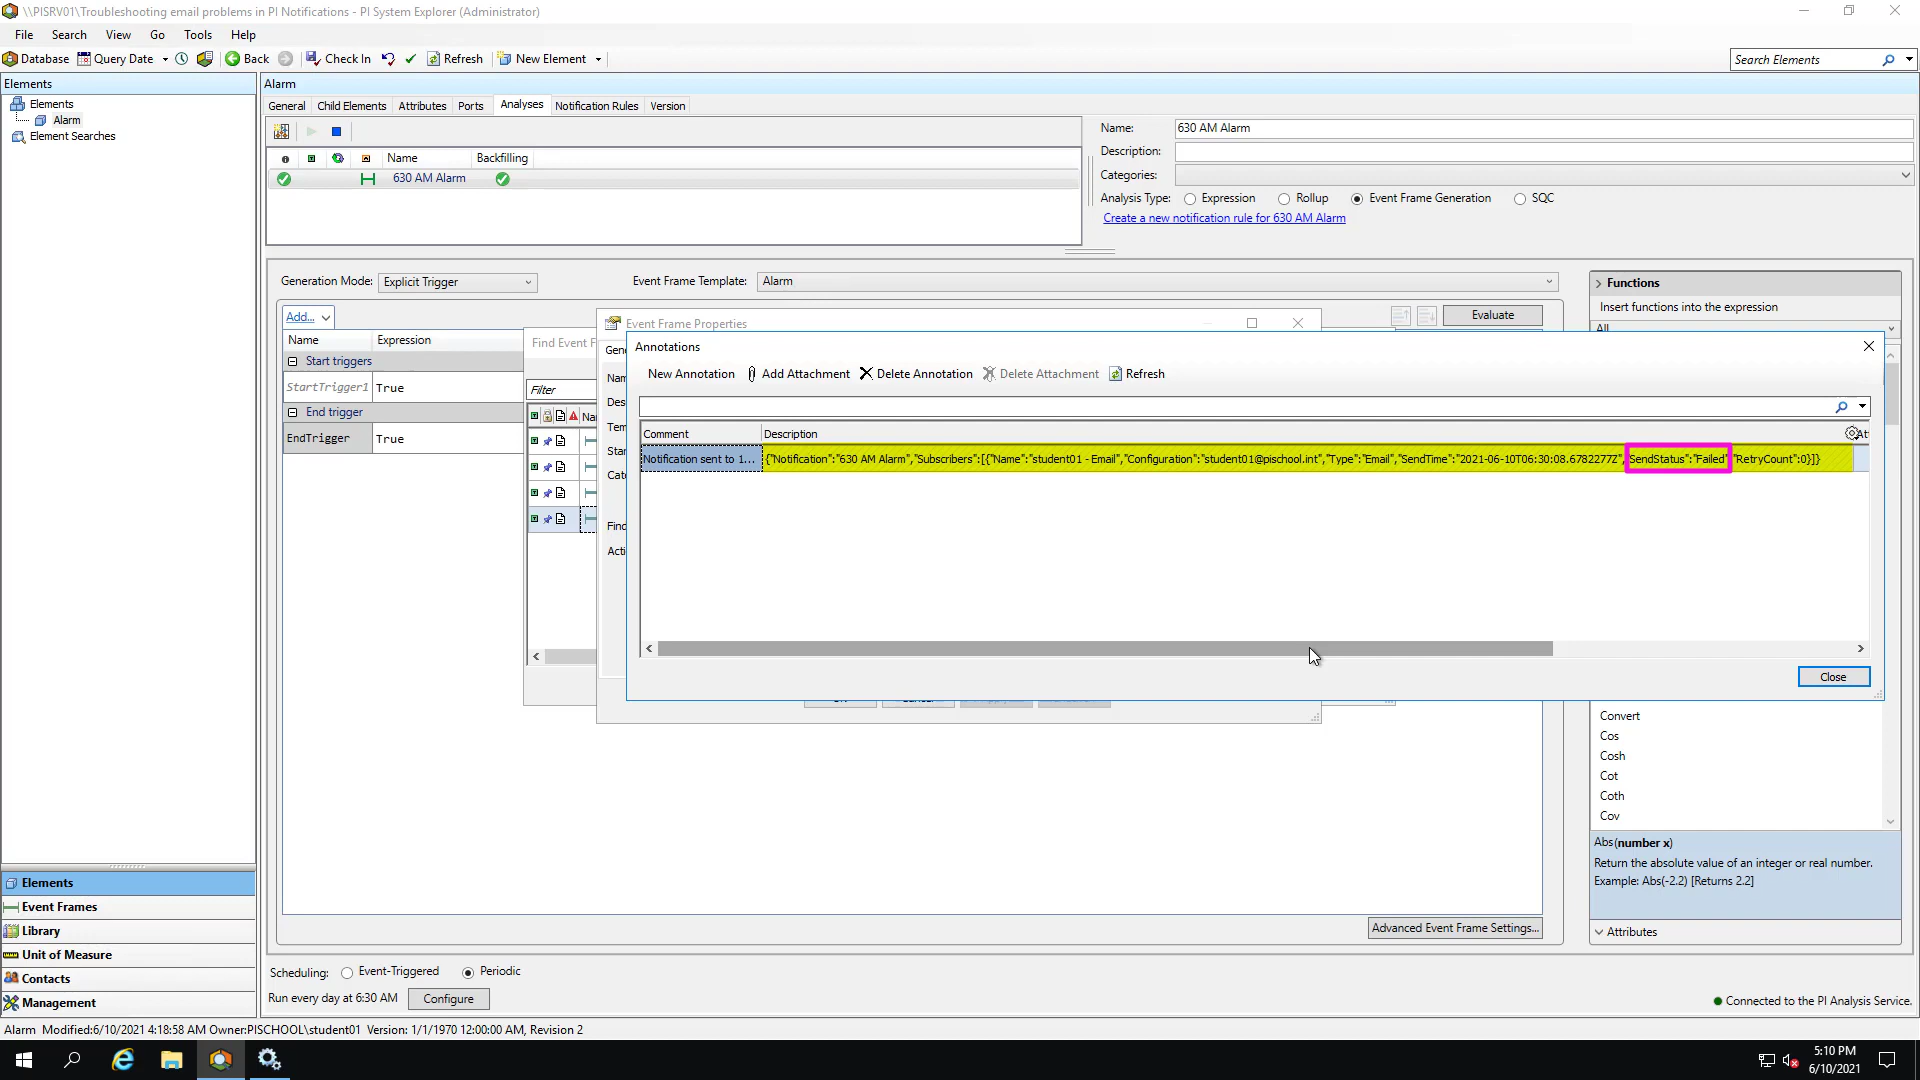 \\PISRV01\Troubleshooting email problems in PI Notifications - PI System Explorer (Administrator)
File Search View Go Tools Help
Database Query Date Back Check In Refresh New Element
Search Elements
Elements
Elements
Alarm
Element Searches
Alarm
General Child Elements Attributes Ports Analyses Notification Rules Version
Name Backfilling
630 AM Alarm
Name: 630 AM Alarm
Description:
Categories:
Analysis Type: Expression Rollup Event Frame Generation SQC
Create a new notification rule for 630 AM Alarm
Generation Mode: Explicit Trigger
Event Frame Template: Alarm
Add...
Evaluate
Name Expression
Start triggers
StartTrigger1 True
End trigger
EndTrigger True
Find Event F
Filter
Event Frame Properties
Annotations
New Annotation Add Attachment Delete Annotation Delete Attachment Refresh
Comment Description
Notification sent to 1... {"Notification":"630 AM Alarm","Subscribers":[{"Name":"student01 - Email","Configuration":"student01@pischool.int","Type":"Email","SendTime":"2021-06-10T06:30:08.6782277Z","SendStatus":"Failed","RetryCount":0}]}
Close
Functions
Insert functions into the expression
All
Convert
Cos
Cosh
Cot
Coth
Cov
Abs(number x)
Return the absolute value of an integer or real number.
Example: Abs(-2.2) [Returns 2.2]
Attributes
Advanced Event Frame Settings...
Scheduling: Event-Triggered Periodic
Run every day at 6:30 AM Configure
Connected to the PI Analysis Service.
Elements
Event Frames
Library
Unit of Measure
Contacts
Management
Alarm Modified:6/10/2021 4:18:58 AM Owner:PISCHOOL\student01 Version: 1/1/1970 12:00:00 AM, Revision 2
5:10 PM
6/10/2021